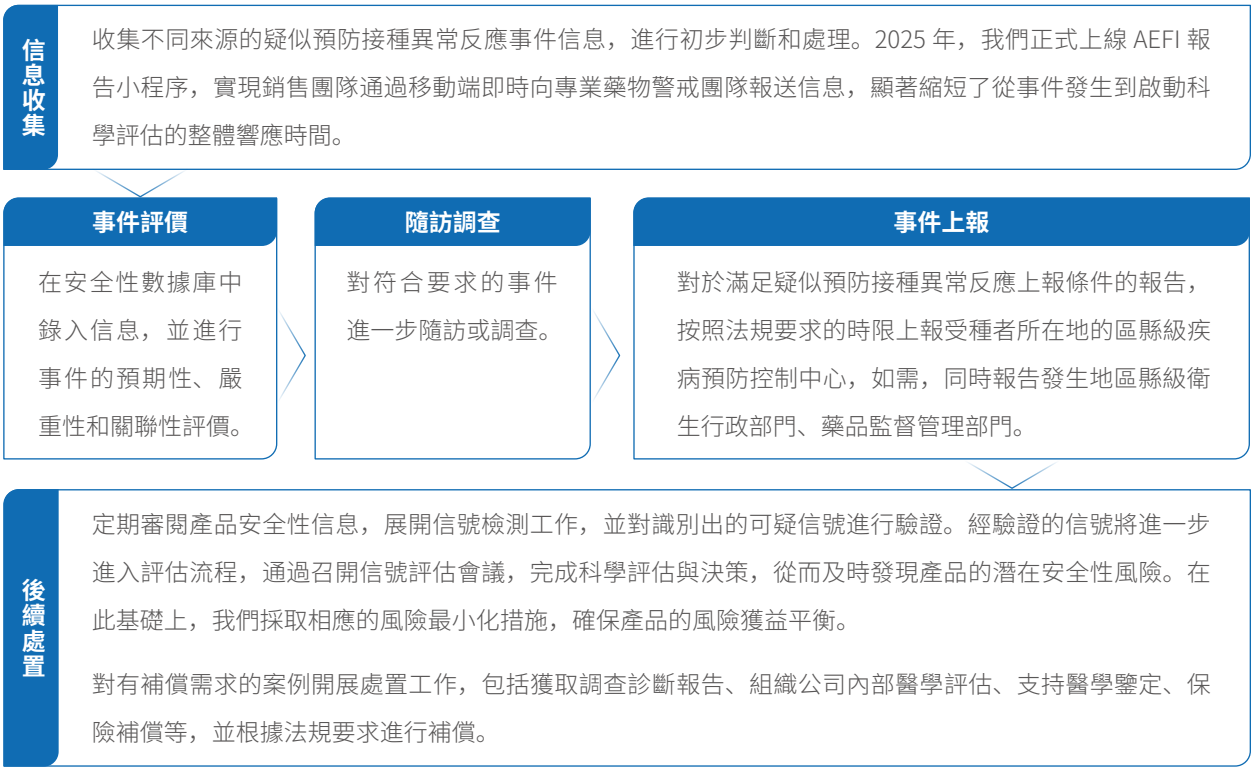 信息收集
收集不同來源的疑似預防接種異常反應事件信息，進行初步判斷和處理。2025 年，我們正式上線 AEFI 報
告小程序，實現銷售團隊通過移動端即時向專業藥物警戒團隊報送信息，顯著縮短了從事件發生到啟動科
學評估的整體響應時間。
事件評價
在安全性數據庫中
錄入信息，並進行
事件的預期性、嚴
重性和關聯性評價。
隨訪調查
對符合要求的事件
進一步隨訪或調查。
事件上報
對於滿足疑似預防接種異常反應上報條件的報告，
按照法規要求的時限上報受種者所在地的區縣級疾
病預防控制中心，如需，同時報告發生地區縣級衛
生行政部門、藥品監督管理部門。
後續處置
定期審閱產品安全性信息，展開信號檢測工作，並對識別出的可疑信號進行驗證。經驗證的信號將進一步
進入評估流程，通過召開信號評估會議，完成科學評估與決策，從而及時發現產品的潛在安全性風險。在
此基礎上，我們採取相應的風險最小化措施，確保產品的風險獲益平衡。
對有補償需求的案例開展處置工作，包括獲取調查診斷報告、組織公司內部醫學評估、支持醫學鑒定、保
險補償等，並根據法規要求進行補償。